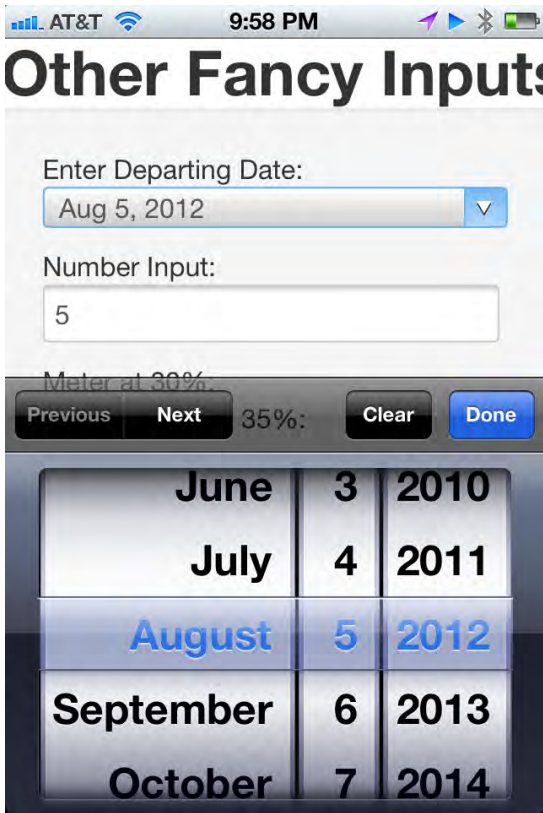 AT&T 9:58 PM
Other Fancy Inputs
Enter Departing Date:
Aug 5, 2012
Number Input:
5
Meter at 30%:
Previous Next 35%: Clear Done
June 3 2010
July 4 2011
August 5 2012
September 6 2013
October 7 2014